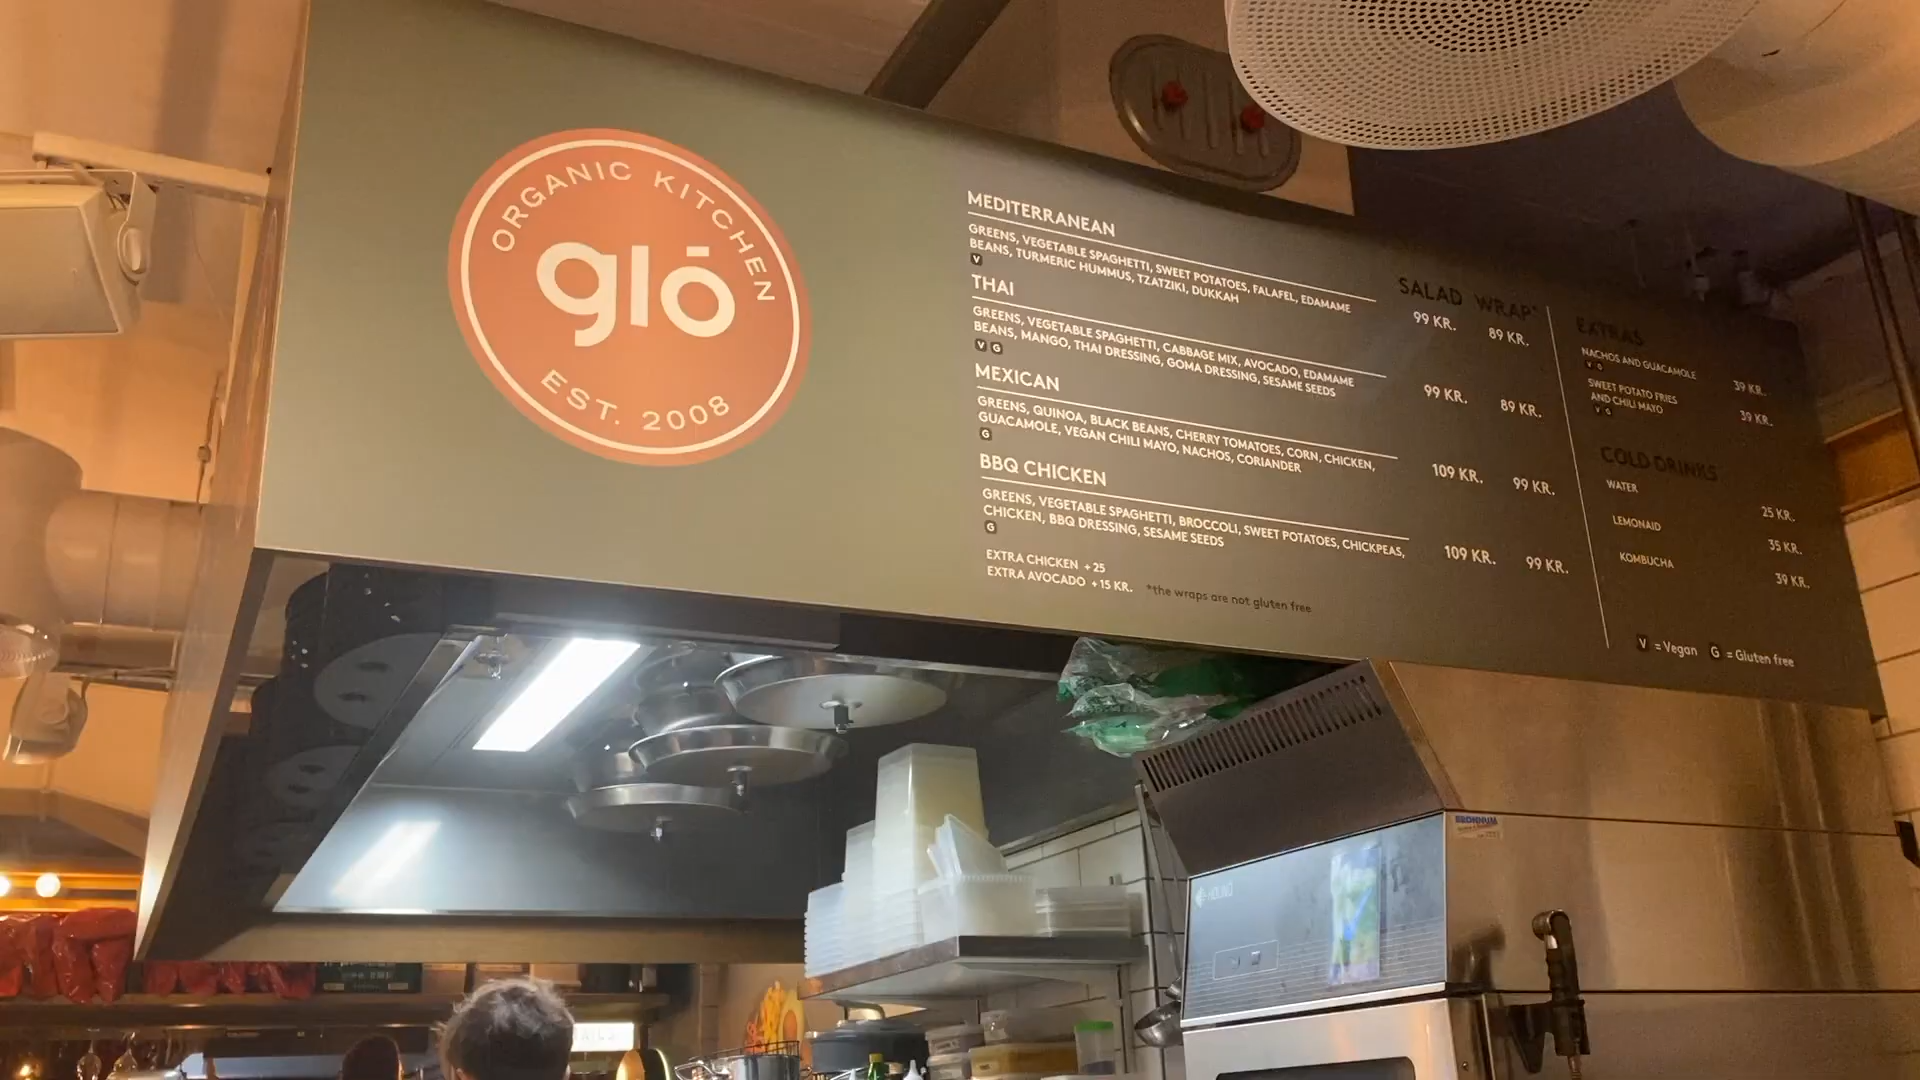 ORGANIC KITCHEN
glō
EST. 2008
MEDITERRANEAN
GREENS, VEGETABLE SPAGHETTI, SWEET POTATOES, FALAFEL, EDAMAME
BEANS, TURMERIC HUMMUS, TZATZIKI, DUKKAH
V
THAI
GREENS, VEGETABLE SPAGHETTI, CABBAGE MIX, AVOCADO, EDAMAME
BEANS, MANGO, THAI DRESSING, GOMA DRESSING, SESAME SEEDS
V G
MEXICAN
GREENS, QUINOA, BLACK BEANS, CHERRY TOMATOES, CORN, CHICKEN,
GUACAMOLE, VEGAN CHILI MAYO, NACHOS, CORIANDER
G
BBQ CHICKEN
GREENS, VEGETABLE SPAGHETTI, BROCCOLI, SWEET POTATOES, CHICKPEAS,
CHICKEN, BBQ DRESSING, SESAME SEEDS
G
EXTRA CHICKEN +25
EXTRA AVOCADO +15 KR. *the wraps are not gluten free
SALAD WRAP*
99 KR. 89 KR.
99 KR. 89 KR.
109 KR. 99 KR.
109 KR. 99 KR.
EXTRAS
NACHOS AND GUACAMOLE 39 KR.
V G
SWEET POTATO FRIES
AND CHILI MAYO 39 KR.
V G
COLD DRINKS
WATER 25 KR.
LEMONAID 35 KR.
KOMBUCHA 39 KR.
V = Vegan G = Gluten free
BRØNNUM
HOUNÖ